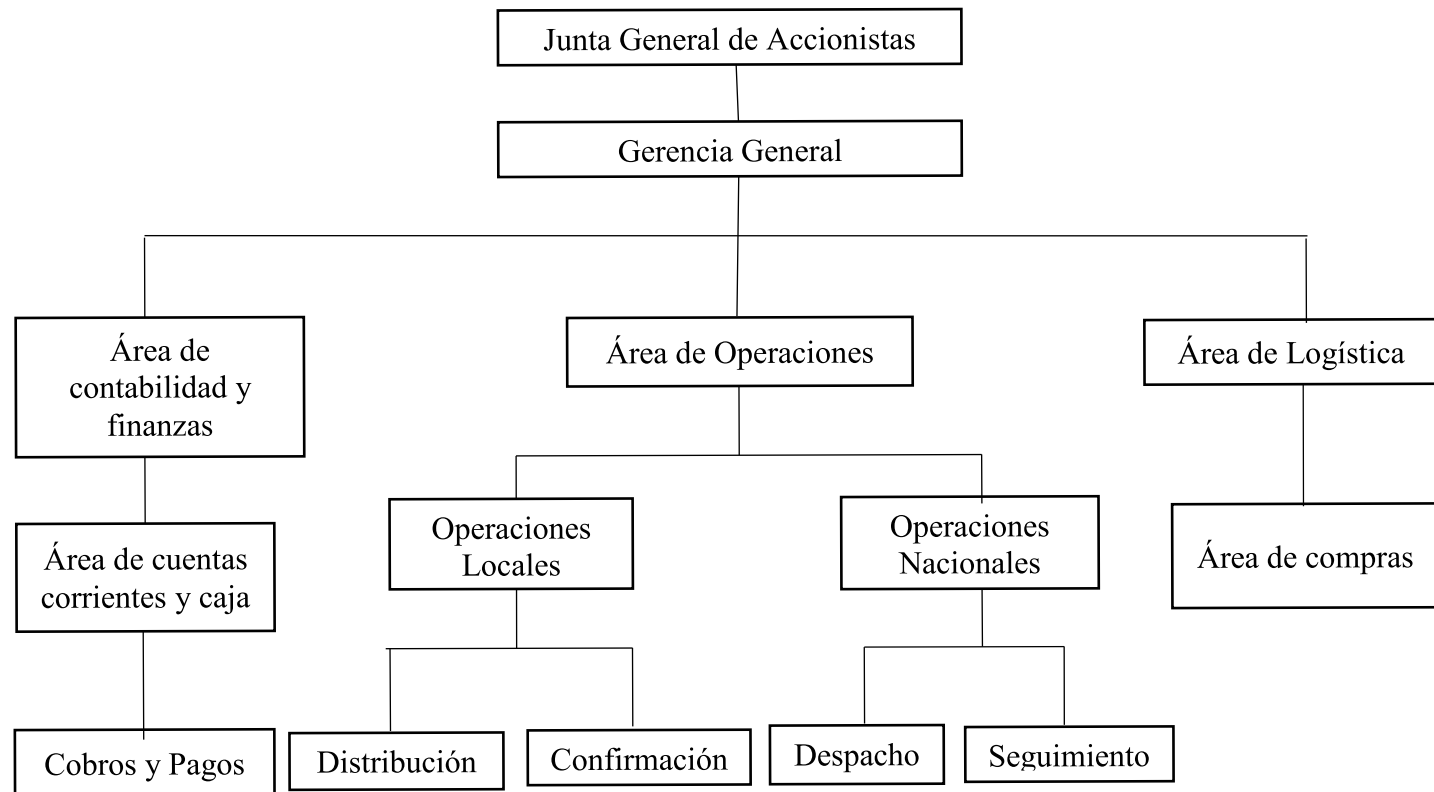 Junta General de Accionistas
Gerencia General
Área de
contabilidad y
finanzas
Área de Operaciones
Área de Logística
Operaciones
Locales
Operaciones
Nacionales
Área de cuentas
corrientes y caja
Área de compras
Cobros y Pagos
Distribución
Confirmación
Despacho
Seguimiento